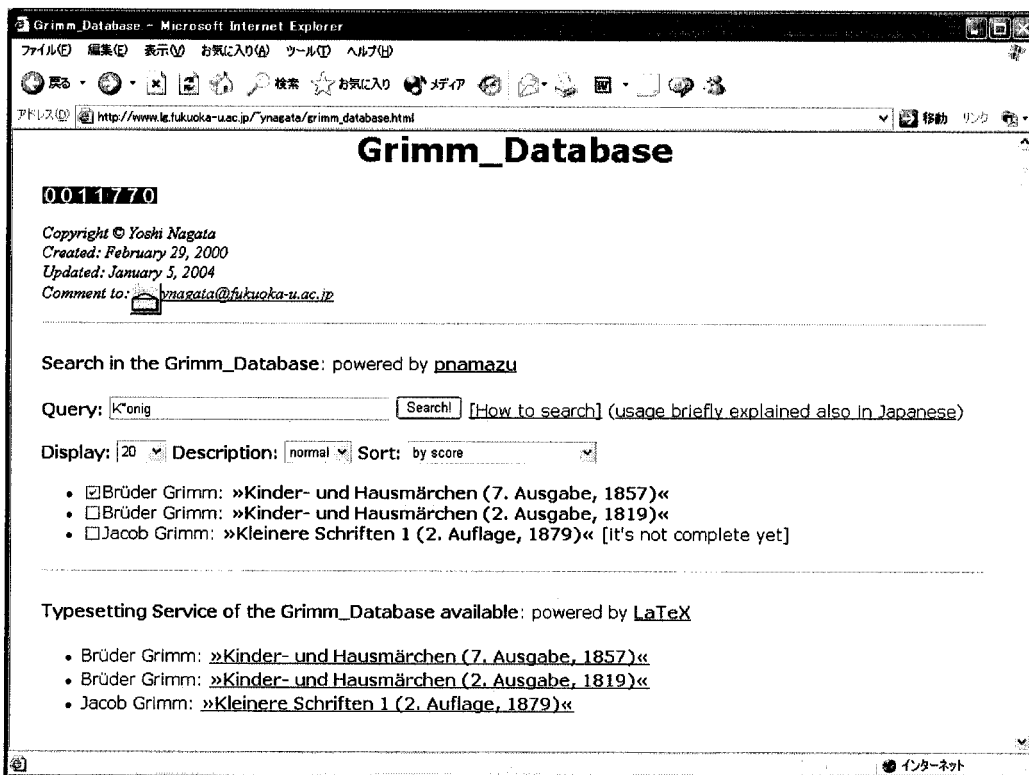 Grimm_Database - Microsoft Internet Explorer
ファイル(F) 編集(E) 表示(V) お気に入り(A) ツール(T) ヘルプ(H)
戻る 検索 お気に入り メディア
アドレス(D) http://www.lg.fukuoka-u.ac.jp/~ynagata/grimm_database.html 移動 リンク
Grimm_Database
0011770
Copyright © Yoshi Nagata
Created: February 29, 2000
Updated: January 5, 2004
Comment to: ynagata@fukuoka-u.ac.jp
Search in the Grimm_Database: powered by pnamazu
Query: K"onig Search! [How to search] (usage briefly explained also in Japanese)
Display: 20 Description: normal Sort: by score
• Brüder Grimm: »Kinder- und Hausmärchen (7. Ausgabe, 1857)«
• Brüder Grimm: »Kinder- und Hausmärchen (2. Ausgabe, 1819)«
• Jacob Grimm: »Kleinere Schriften 1 (2. Auflage, 1879)« [it's not complete yet]
Typesetting Service of the Grimm_Database available: powered by LaTeX
• Brüder Grimm: »Kinder- und Hausmärchen (7. Ausgabe, 1857)«
• Brüder Grimm: »Kinder- und Hausmärchen (2. Ausgabe, 1819)«
• Jacob Grimm: »Kleinere Schriften 1 (2. Auflage, 1879)«
インターネット